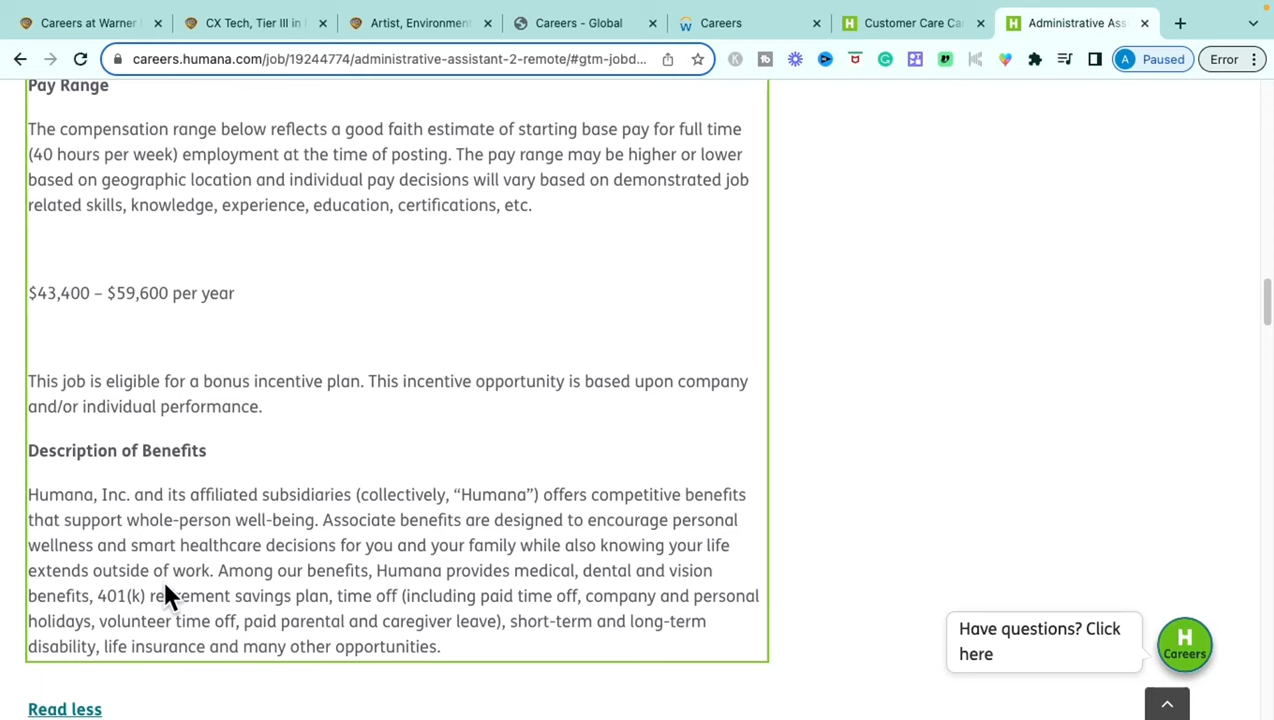 Careers at Warner
CX Tech, Tier III in
Artist, Environment
Careers - Global
Careers
Customer Care Ca
Administrative Ass
careers.humana.com/job/19244774/administrative-assistant-2-remote/#gtm-jobd...
A Paused
Error
Pay Range
The compensation range below reflects a good faith estimate of starting base pay for full time
(40 hours per week) employment at the time of posting. The pay range may be higher or lower
based on geographic location and individual pay decisions will vary based on demonstrated job
related skills, knowledge, experience, education, certifications, etc.
$43,400 – $59,600 per year
This job is eligible for a bonus incentive plan. This incentive opportunity is based upon company
and/or individual performance.
Description of Benefits
Humana, Inc. and its affiliated subsidiaries (collectively, “Humana”) offers competitive benefits
that support whole-person well-being. Associate benefits are designed to encourage personal
wellness and smart healthcare decisions for you and your family while also knowing your life
extends outside of work. Among our benefits, Humana provides medical, dental and vision
benefits, 401(k) retirement savings plan, time off (including paid time off, company and personal
holidays, volunteer time off, paid parental and caregiver leave), short-term and long-term
disability, life insurance and many other opportunities.
Read less
Have questions? Click
here
H
Careers